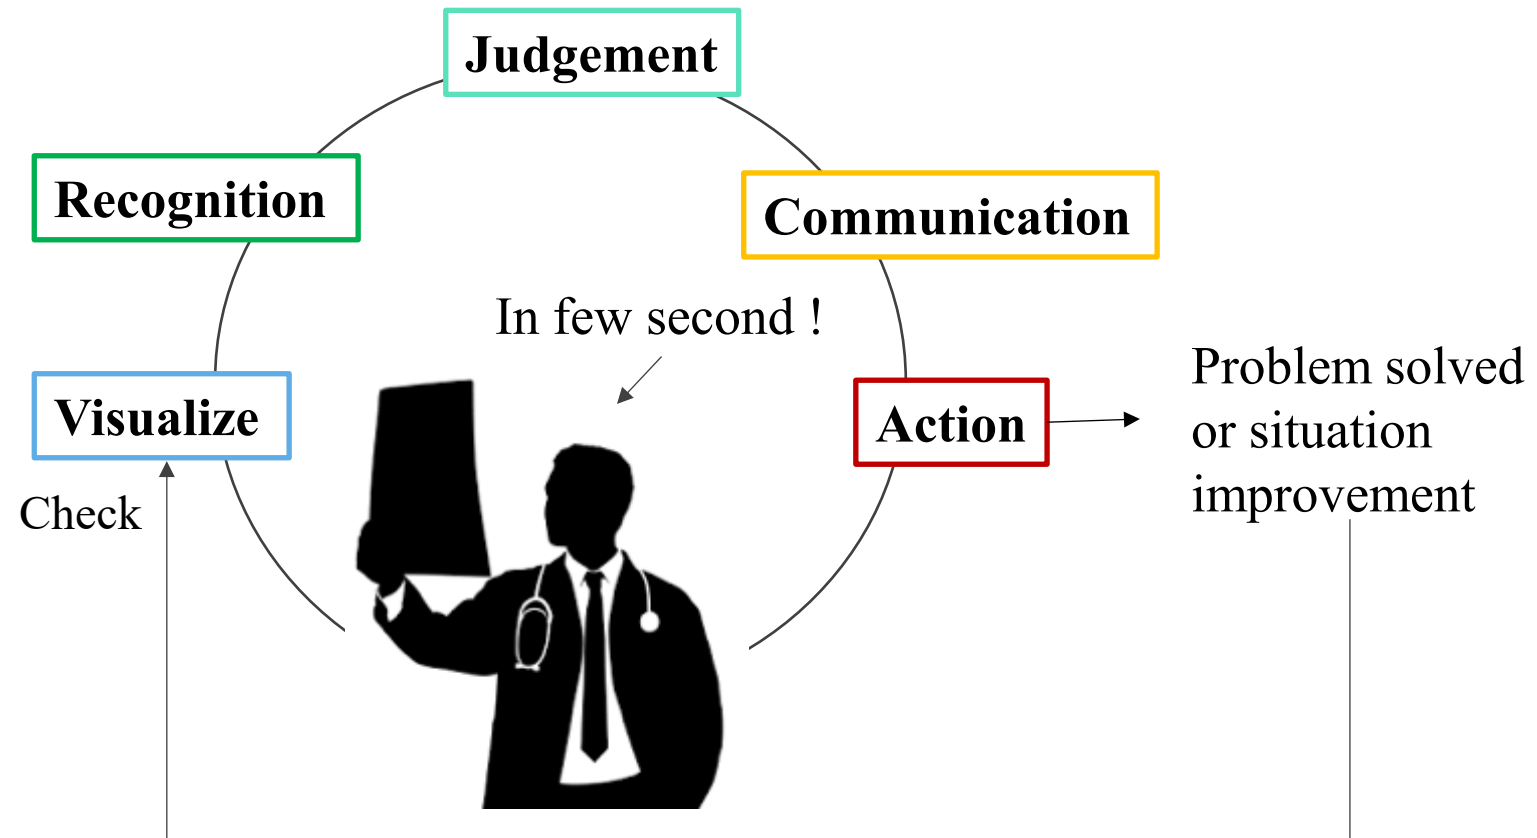 Judgement
Recognition
Communication
In few second !
Visualize
Action
Problem solved
or situation
improvement
Check